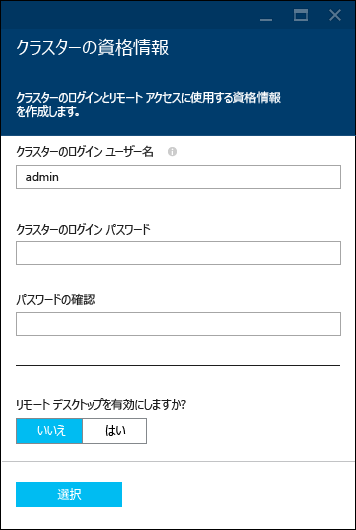 クラスターの資格情報
クラスターのログインとリモート アクセスに使用する資格情報
を作成します。
クラスターのログイン ユーザー名
admin
クラスターのログイン パスワード
パスワードの確認
リモート デスクトップを有効にしますか?
いいえ はい
選択